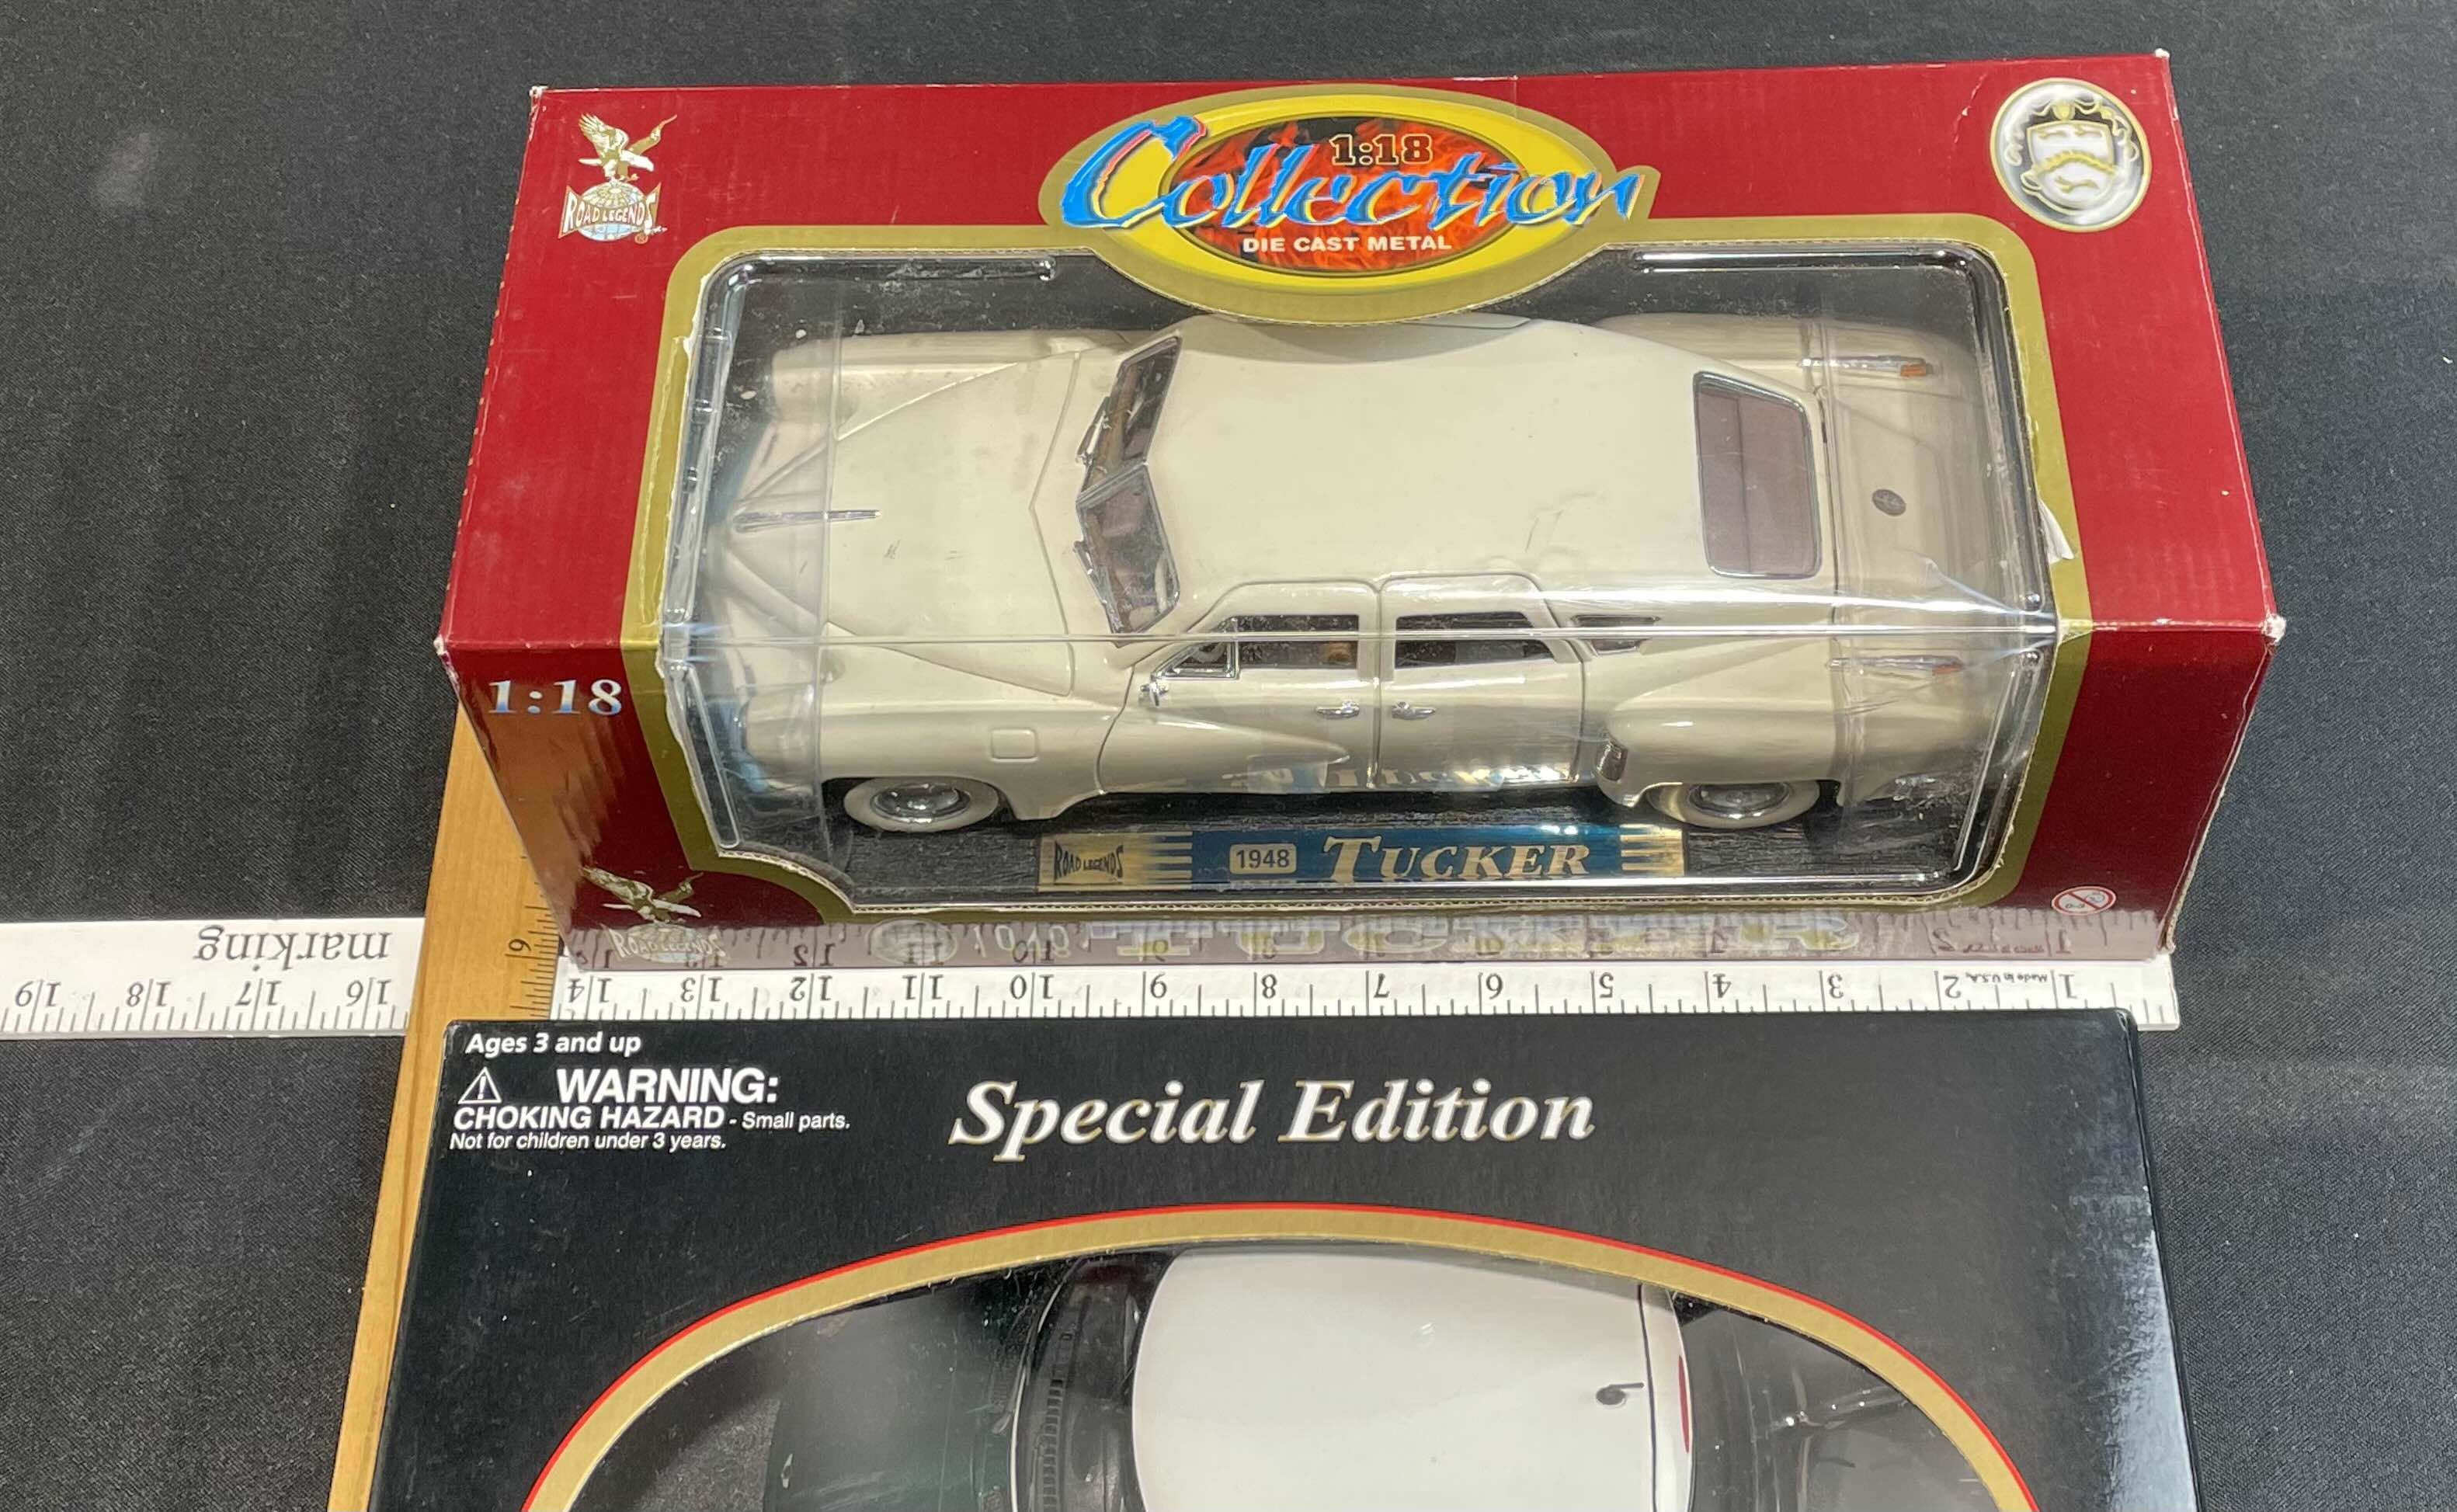 1:18
Collection
DIE CAST METAL
ROAD LEGENDS
1:18
ROAD LEGENDS
1948
TUCKER
ROAD LEGENDS
marking
19
18
17
16
14
13
12
11
10
9
8
7
6
5
4
3
2
Made in U.S.A.
1
6
Ages 3 and up
WARNING:
CHOKING HAZARD - Small parts.
Not for children under 3 years.
Special Edition